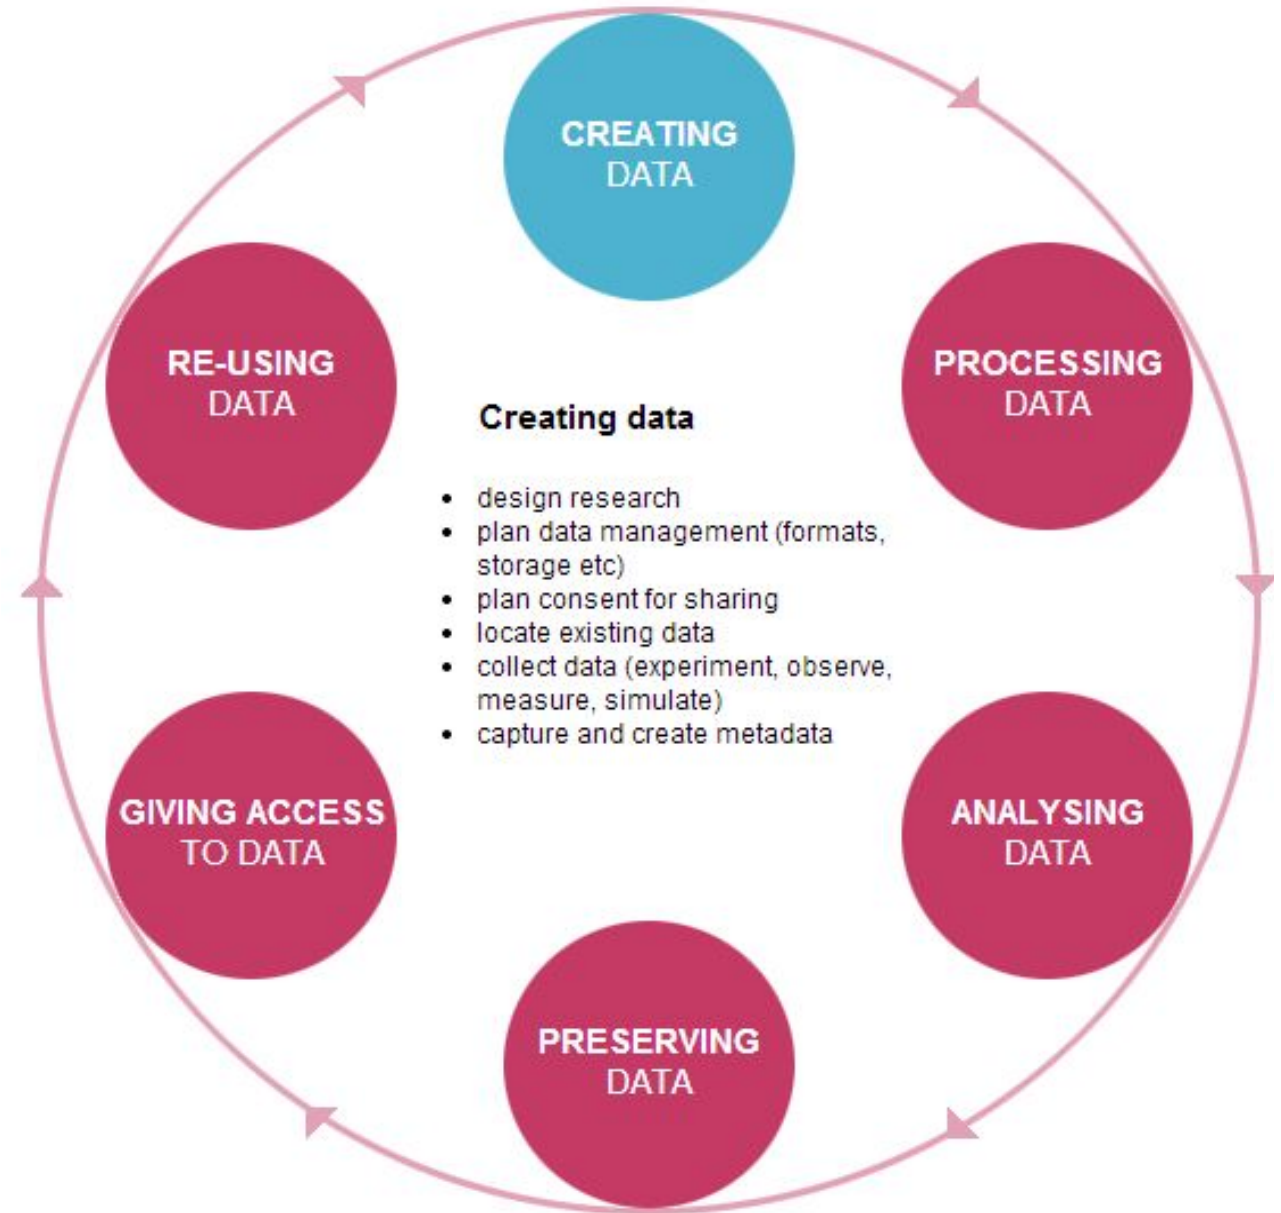 CREATING
DATA
PROCESSING
DATA
ANALYSING
DATA
PRESERVING
DATA
GIVING ACCESS
TO DATA
RE-USING
DATA
Creating data
• design research
• plan data management (formats,
storage etc)
• plan consent for sharing
• locate existing data
• collect data (experiment, observe,
measure, simulate)
• capture and create metadata